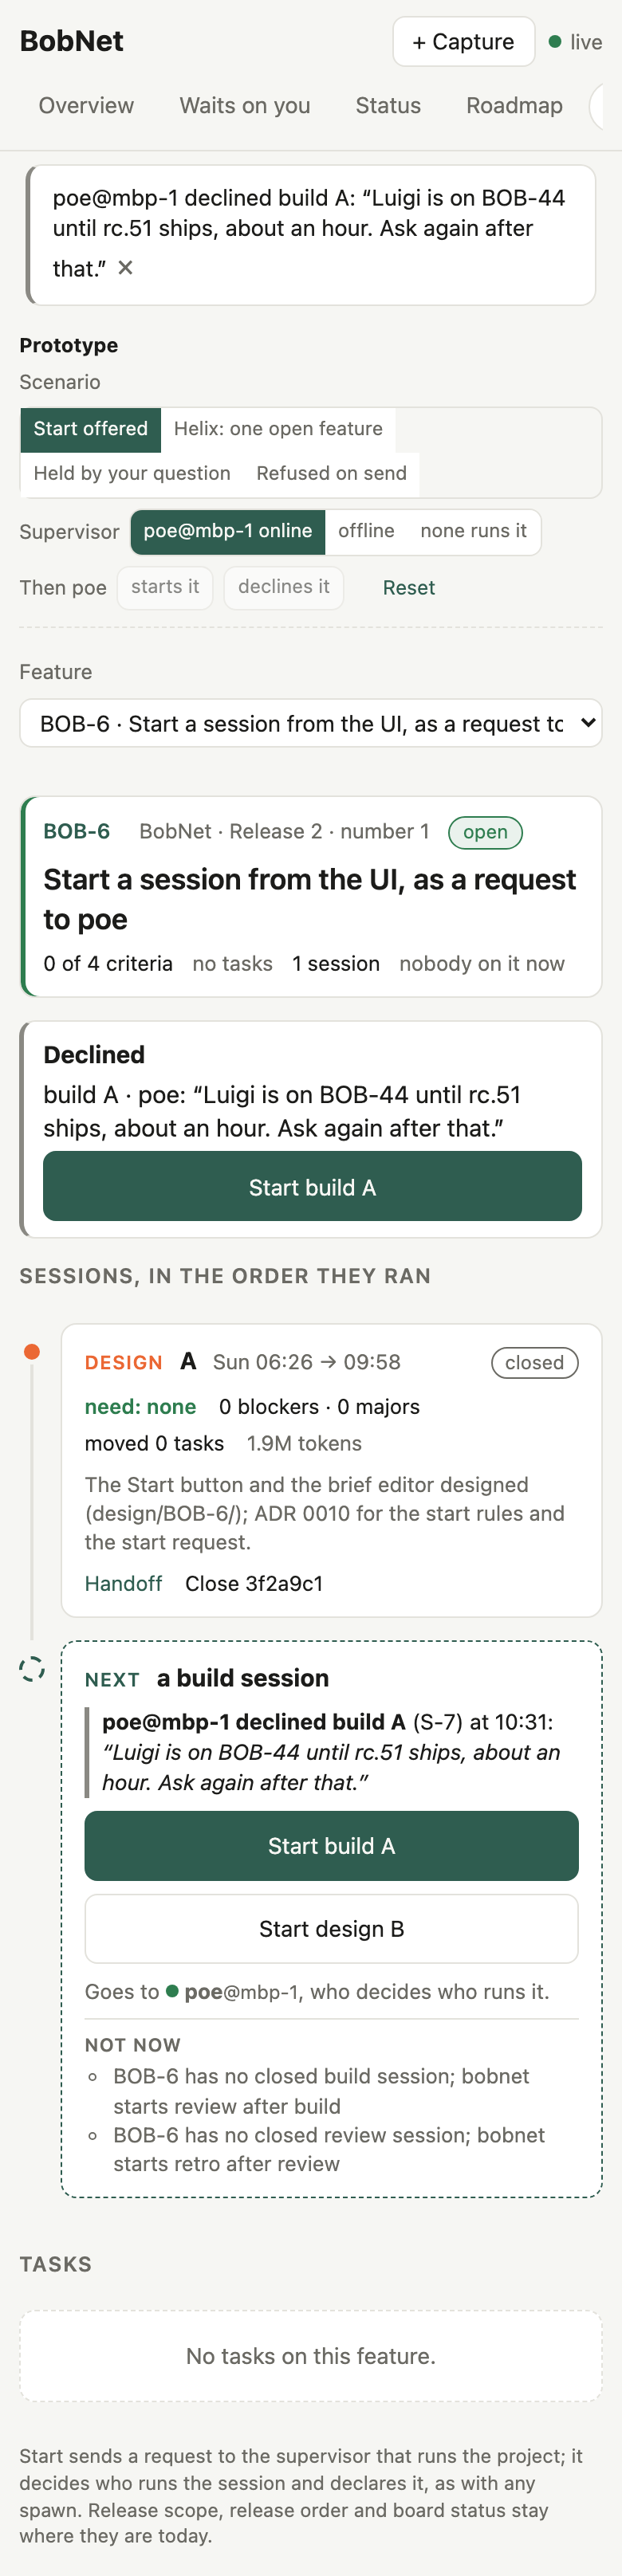 BobNet
+ Capture
live
Overview Waits on you Status Roadmap
poe@mbp-1 declined build A: “Luigi is on BOB-44
until rc.51 ships, about an hour. Ask again after
that.” ×
Prototype
Scenario
Start offered Helix: one open feature
Held by your question Refused on send
Supervisor poe@mbp-1 online offline none runs it
Then poe starts it declines it Reset
Feature
BOB-6 · Start a session from the UI, as a request to
BOB-6 BobNet · Release 2 · number 1 open
Start a session from the UI, as a request
to poe
0 of 4 criteria no tasks 1 session nobody on it now
Declined
build A · poe: “Luigi is on BOB-44 until rc.51
ships, about an hour. Ask again after that.”
Start build A
SESSIONS, IN THE ORDER THEY RAN
DESIGN A Sun 06:26 → 09:58 closed
need: none 0 blockers · 0 majors
moved 0 tasks 1.9M tokens
The Start button and the brief editor designed
(design/BOB-6/); ADR 0010 for the start rules and
the start request.
Handoff Close 3f2a9c1
NEXT a build session
poe@mbp-1 declined build A (S-7) at 10:31:
“Luigi is on BOB-44 until rc.51 ships, about an
hour. Ask again after that.”
Start build A
Start design B
Goes to poe@mbp-1, who decides who runs it.
NOT NOW
BOB-6 has no closed build session; bobnet
starts review after build
BOB-6 has no closed review session; bobnet
starts retro after review
TASKS
No tasks on this feature.
Start sends a request to the supervisor that runs the project; it
decides who runs the session and declares it, as with any
spawn. Release scope, release order and board status stay
where they are today.